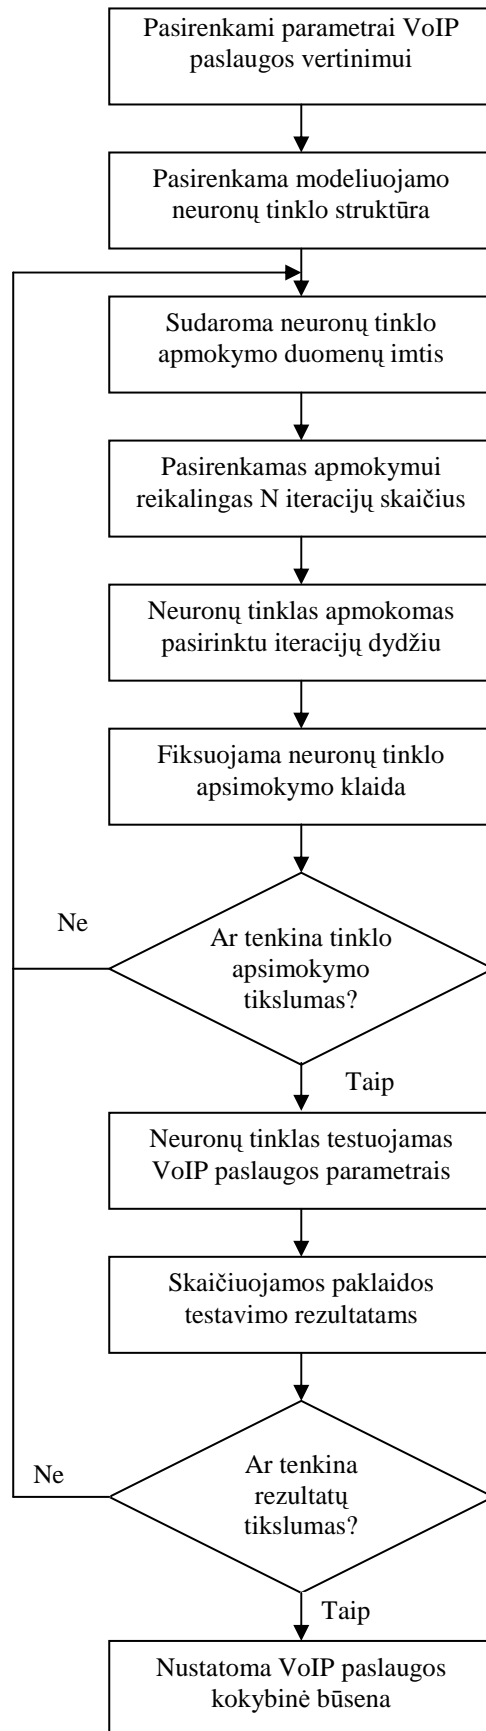 Pasirenkami parametrai VoIP
paslaugos vertinimui
Pasirenkama modeliuojamo
neuronų tinklo struktūra
Sudaroma neuronų tinklo
apmokymo duomenų imtis
Pasirenkamas apmokymui
reikalingas N iteracijų skaičius
Neuronų tinklas apmokomas
pasirinktu iteracijų dydžiu
Fiksuojama neuronų tinklo
apsimokymo klaida
Ne
Ar tenkina tinklo
apsimokymo
tikslumas?
Taip
Neuronų tinklas testuojamas
VoIP paslaugos parametrais
Skaičiuojamos paklaidos
testavimo rezultatams
Ne
Ar tenkina
rezultatų
tikslumas?
Taip
Nustatoma VoIP paslaugos
kokybinė būsena